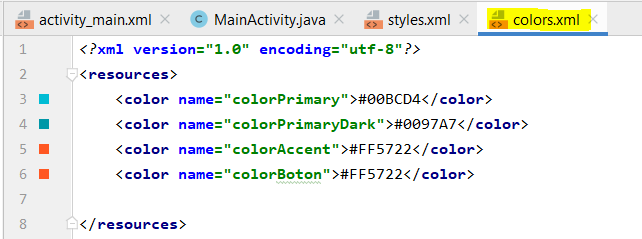 activity_main.xml MainActivity.java styles.xml colors.xml
1 <?xml version="1.0" encoding="utf-8"?>
2 <resources>
3 <color name="colorPrimary">#00BCD4</color>
4 <color name="colorPrimaryDark">#0097A7</color>
5 <color name="colorAccent">#FF5722</color>
6 <color name="colorBoton">#FF5722</color>
7
8 </resources>